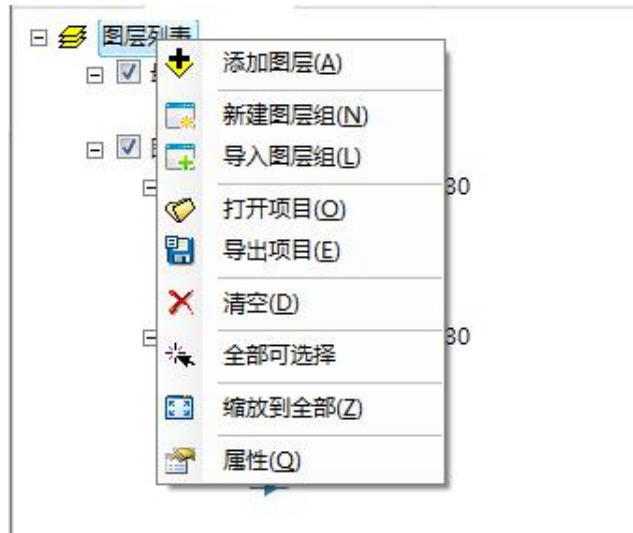 图层列表
添加图层(A)
新建图层组(N)
导入图层组(L)
80
打开项目(O)
导出项目(E)
清空(D)
80
全部可选择
缩放到全部(Z)
属性(Q)